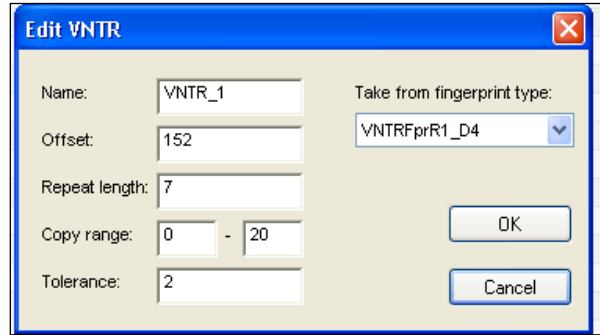 Edit VNTR
Name: VNTR_1
Take from fingerprint type:
VNTRFprR1_D4
Offset: 152
Repeat length: 7
Copy range: 0 - 20
OK
Tolerance: 2
Cancel